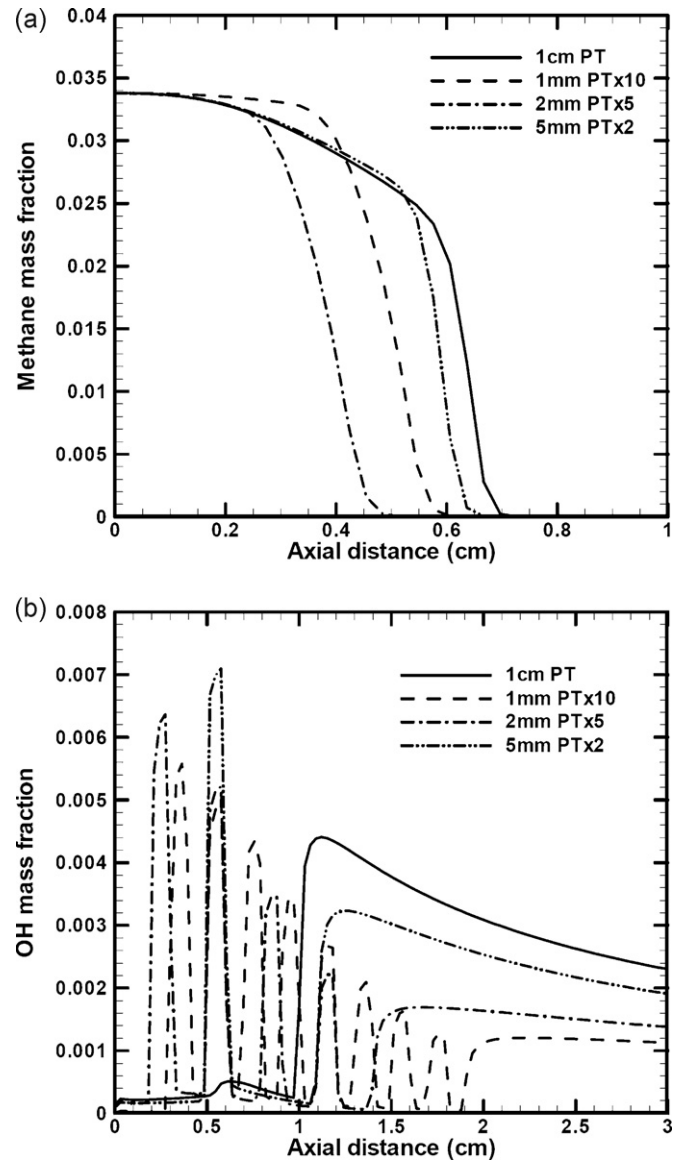 (a)
0.04
0.035
0.03
0.025
0.02
0.015
0.01
0.005
0
Methane mass fraction
1cm PT
1mm PTx10
2mm PTx5
5mm PTx2
0 0.2 0.4 0.6 0.8 1
Axial distance (cm)
(b)
0.008
0.007
0.006
0.005
0.004
0.003
0.002
0.001
0
OH mass fraction
1cm PT
1mm PTx10
2mm PTx5
5mm PTx2
0 0.5 1 1.5 2 2.5 3
Axial distance (cm)